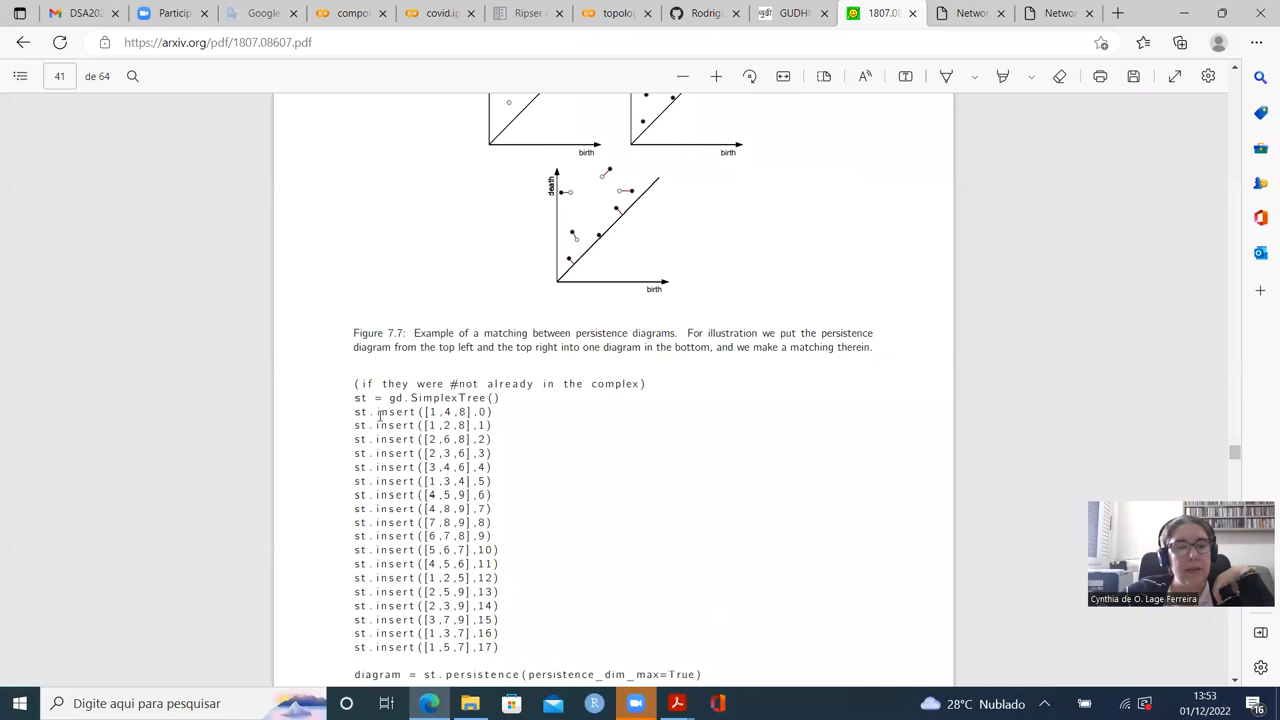 DSA202
Particip
Google
compo
covid.ip
Ripser
topolog
Rodrigo
GUDHI
1807.08
Netwo
Netwo
https://arxiv.org/pdf/1807.08607.pdf
41 de 64
birth
birth
death
birth
Figure 7.7: Example of a matching between persistence diagrams. For illustration we put the persistence
diagram from the top left and the top right into one diagram in the bottom, and we make a matching therein.
(if they were #not already in the complex)
st = gd.SimplexTree()
st.insert([1,4,8],0)
st.insert([1,2,8],1)
st.insert([2,6,8],2)
st.insert([2,3,6],3)
st.insert([3,4,6],4)
st.insert([1,3,4],5)
st.insert([4,5,9],6)
st.insert([4,8,9],7)
st.insert([7,8,9],8)
st.insert([6,7,8],9)
st.insert([5,6,7],10)
st.insert([4,5,6],11)
st.insert([1,2,5],12)
st.insert([2,5,9],13)
st.insert([2,3,9],14)
st.insert([3,7,9],15)
st.insert([1,3,7],16)
st.insert([1,5,7],17)
diagram = st.persistence(persistence_dim_max=True)
Cynthia de O. Lage Ferreira
Digite aqui para pesquisar
28°C Nublado
13:53
01/12/2022
16